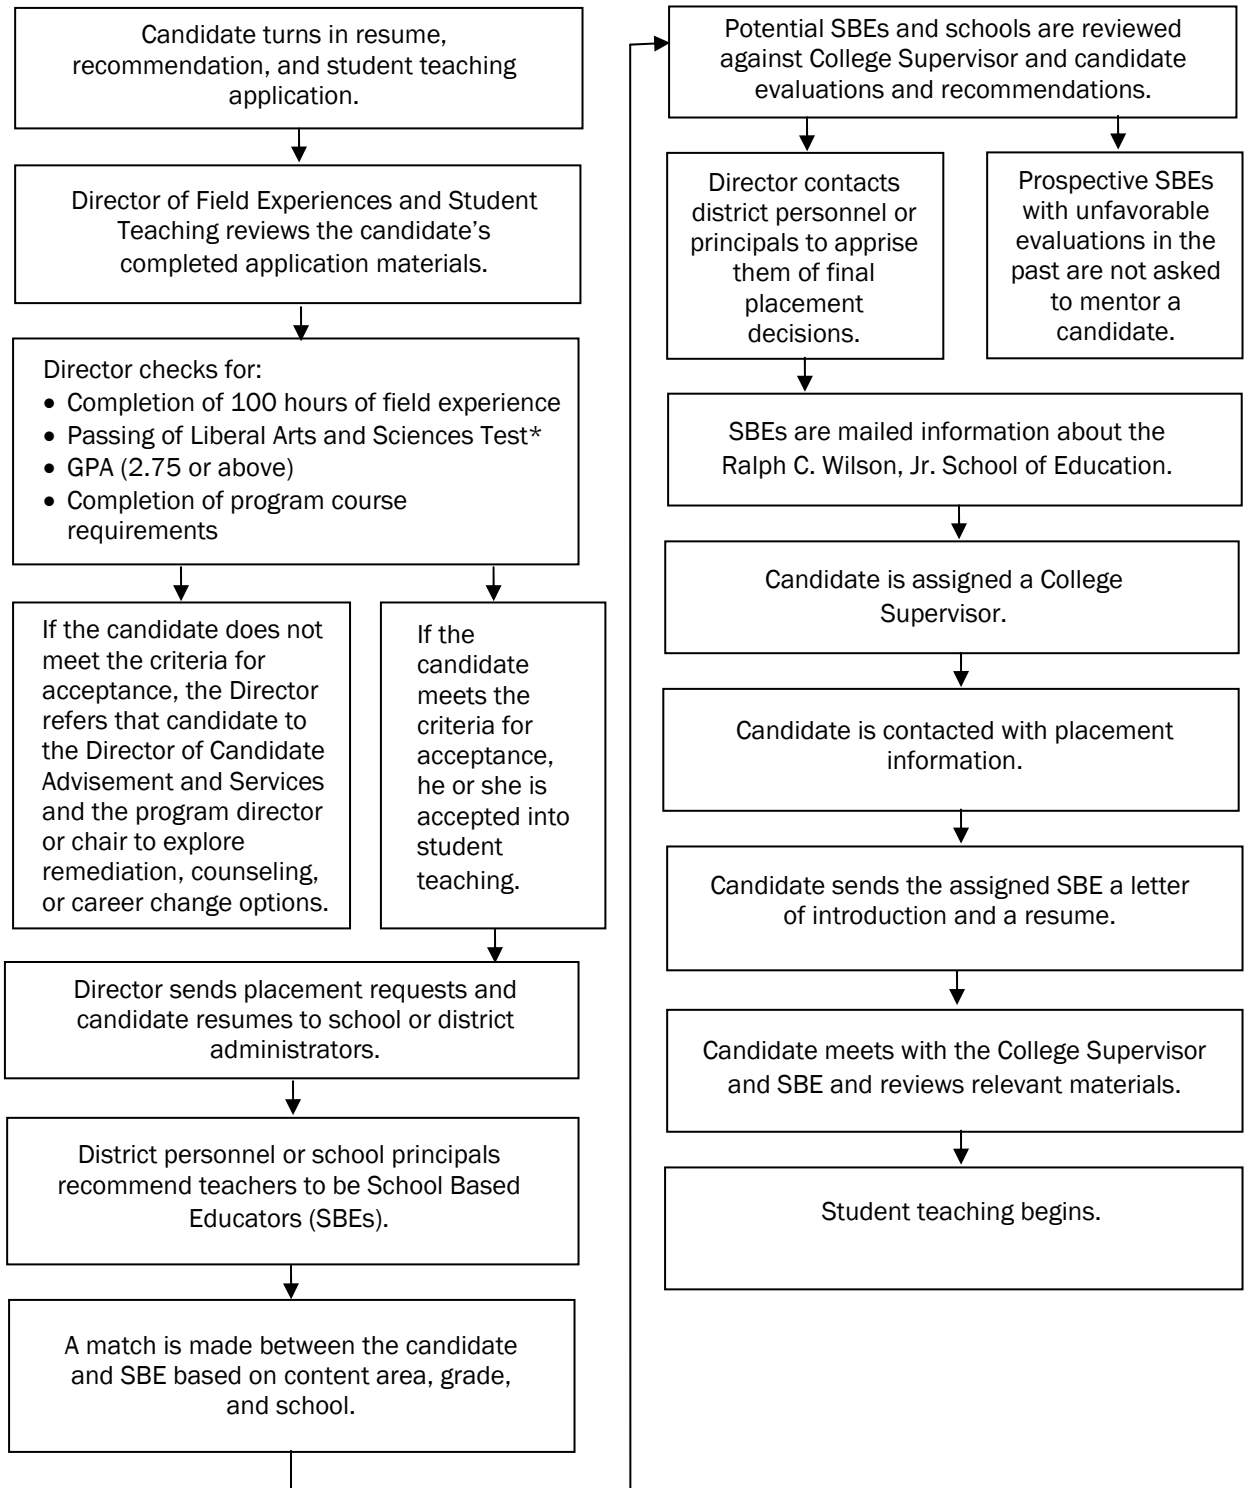 Candidate turns in resume,
recommendation, and student teaching
application.
Director of Field Experiences and Student
Teaching reviews the candidate’s
completed application materials.
Director checks for:
• Completion of 100 hours of field experience
• Passing of Liberal Arts and Sciences Test*
• GPA (2.75 or above)
• Completion of program course
requirements
If the candidate does not
meet the criteria for
acceptance, the Director
refers that candidate to
the Director of Candidate
Advisement and Services
and the program director
or chair to explore
remediation, counseling,
or career change options.
If the
candidate
meets the
criteria for
acceptance,
he or she is
accepted into
student
teaching.
Director sends placement requests and
candidate resumes to school or district
administrators.
District personnel or school principals
recommend teachers to be School Based
Educators (SBEs).
A match is made between the candidate
and SBE based on content area, grade,
and school.
Potential SBEs and schools are reviewed
against College Supervisor and candidate
evaluations and recommendations.
Director contacts
district personnel or
principals to apprise
them of final
placement
decisions.
Prospective SBEs
with unfavorable
evaluations in the
past are not asked
to mentor a
candidate.
SBEs are mailed information about the
Ralph C. Wilson, Jr. School of Education.
Candidate is assigned a College
Supervisor.
Candidate is contacted with placement
information.
Candidate sends the assigned SBE a letter
of introduction and a resume.
Candidate meets with the College Supervisor
and SBE and reviews relevant materials.
Student teaching begins.